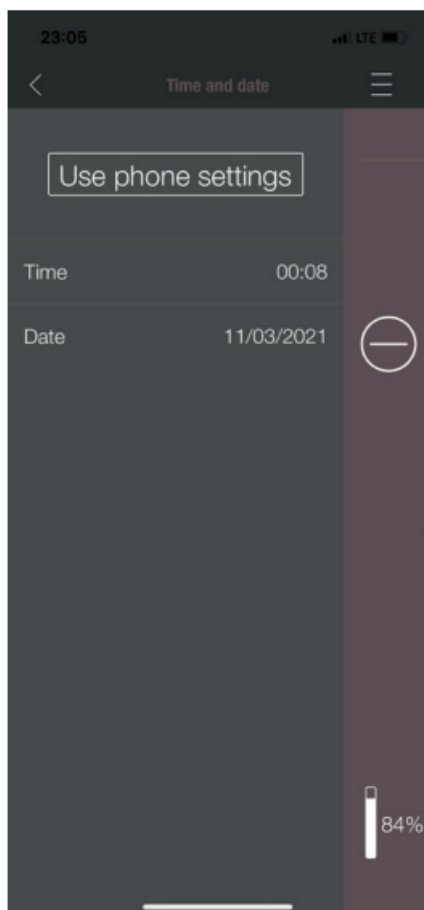 23:05 LTE
Time and date
Use phone settings
Time 00:08
Date 11/03/2021
84%